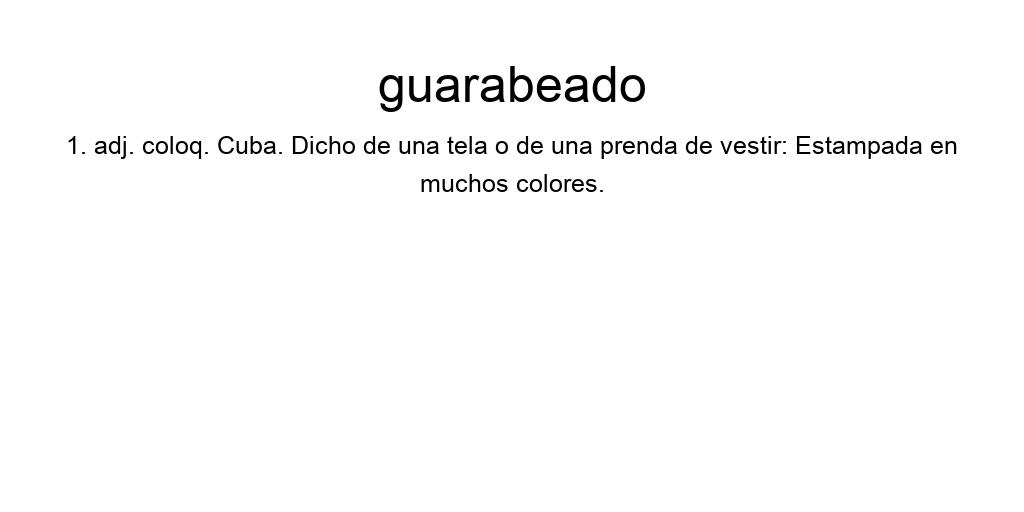 guarabeado
1. adj. coloq. Cuba. Dicho de una tela o de una prenda de vestir: Estampada en
muchos colores.